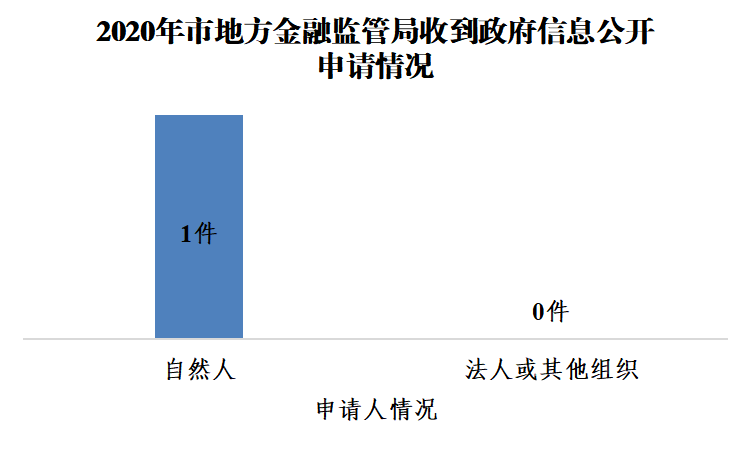 2020年市地方金融监管局收到政府信息公开
申请情况
1件
0件
自然人
法人或其他组织
申请人情况